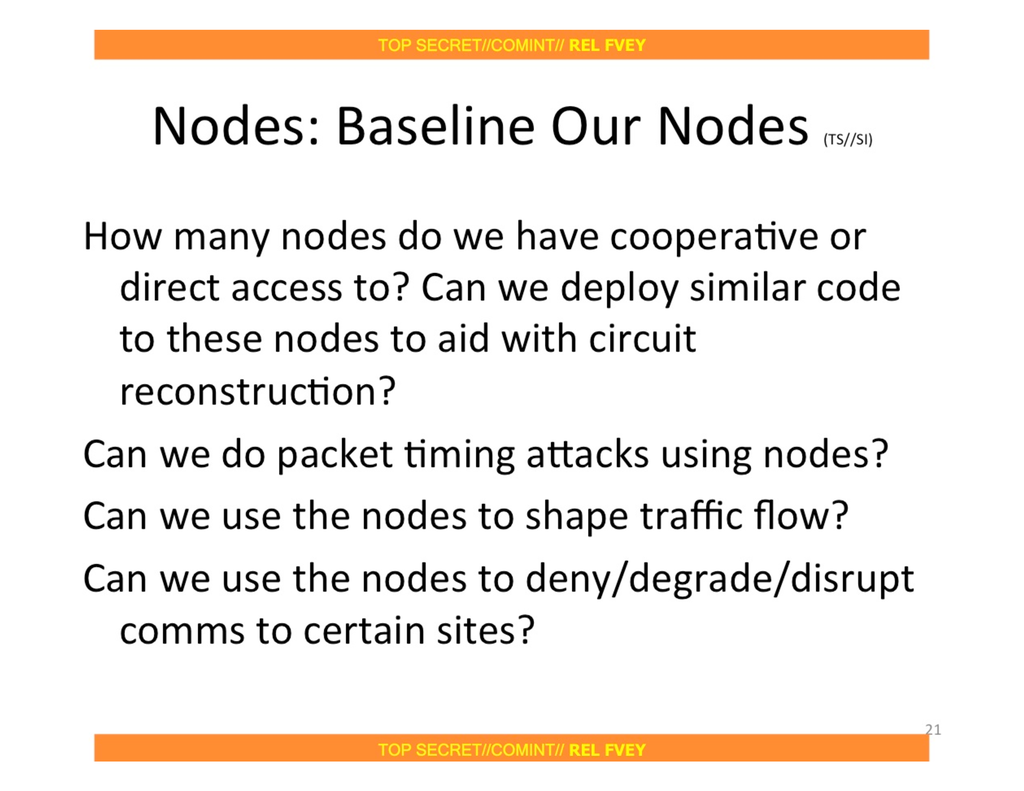 TOP SECRET//COMINT// REL FVEY
Nodes: Baseline Our Nodes (TS//SI)
How many nodes do we have cooperative or
direct access to? Can we deploy similar code
to these nodes to aid with circuit
reconstruction?
Can we do packet timing attacks using nodes?
Can we use the nodes to shape traffic flow?
Can we use the nodes to deny/degrade/disrupt
comms to certain sites?
21
TOP SECRET//COMINT// REL FVEY